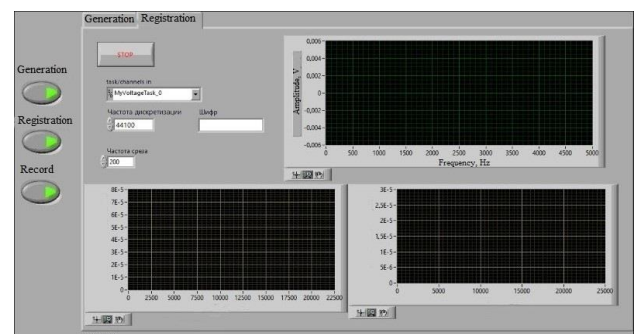 Generation Registration
STOP
Generation
task/channels in
MyVoltageTask_0
Registration
Частота дискретизации Шифр
44100
Частота среза
200
Record
Amplituda, V
0,006
0,004
0,002
0
-0,002
-0,004
-0,006
0 500 1000 1500 2000 2500 3000 3500 4000 4500 5000
Frequency, Hz
8E-5
7E-5
6E-5
5E-5
4E-5
3E-5
2E-5
1E-5
0
0 2500 5000 7500 10000 12500 15000 17500 20000 22500
3E-5
2,5E-5
2E-5
1,5E-5
1E-5
5E-6
0
0 5000 10000 15000 20000 25000